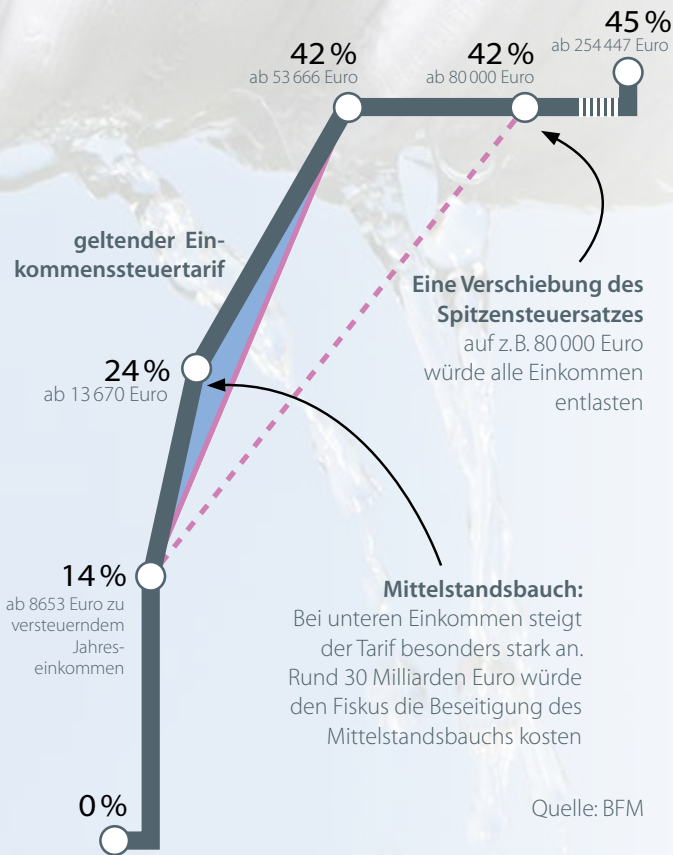 45 %
ab 254 447 Euro
42 %
ab 53 666 Euro
42 %
ab 80 000 Euro
geltender Ein-
kommenssteuertarif
Eine Verschiebung des
Spitzensteuersatzes
auf z. B. 80 000 Euro
würde alle Einkommen
entlasten
24 %
ab 13 670 Euro
14 %
ab 8653 Euro zu
versteuerndem
Jahres-
einkommen
Mittelstandsbauch:
Bei unteren Einkommen steigt
der Tarif besonders stark an.
Rund 30 Milliarden Euro würde
den Fiskus die Beseitigung des
Mittelstandsbauchs kosten
0 %
Quelle: BFM